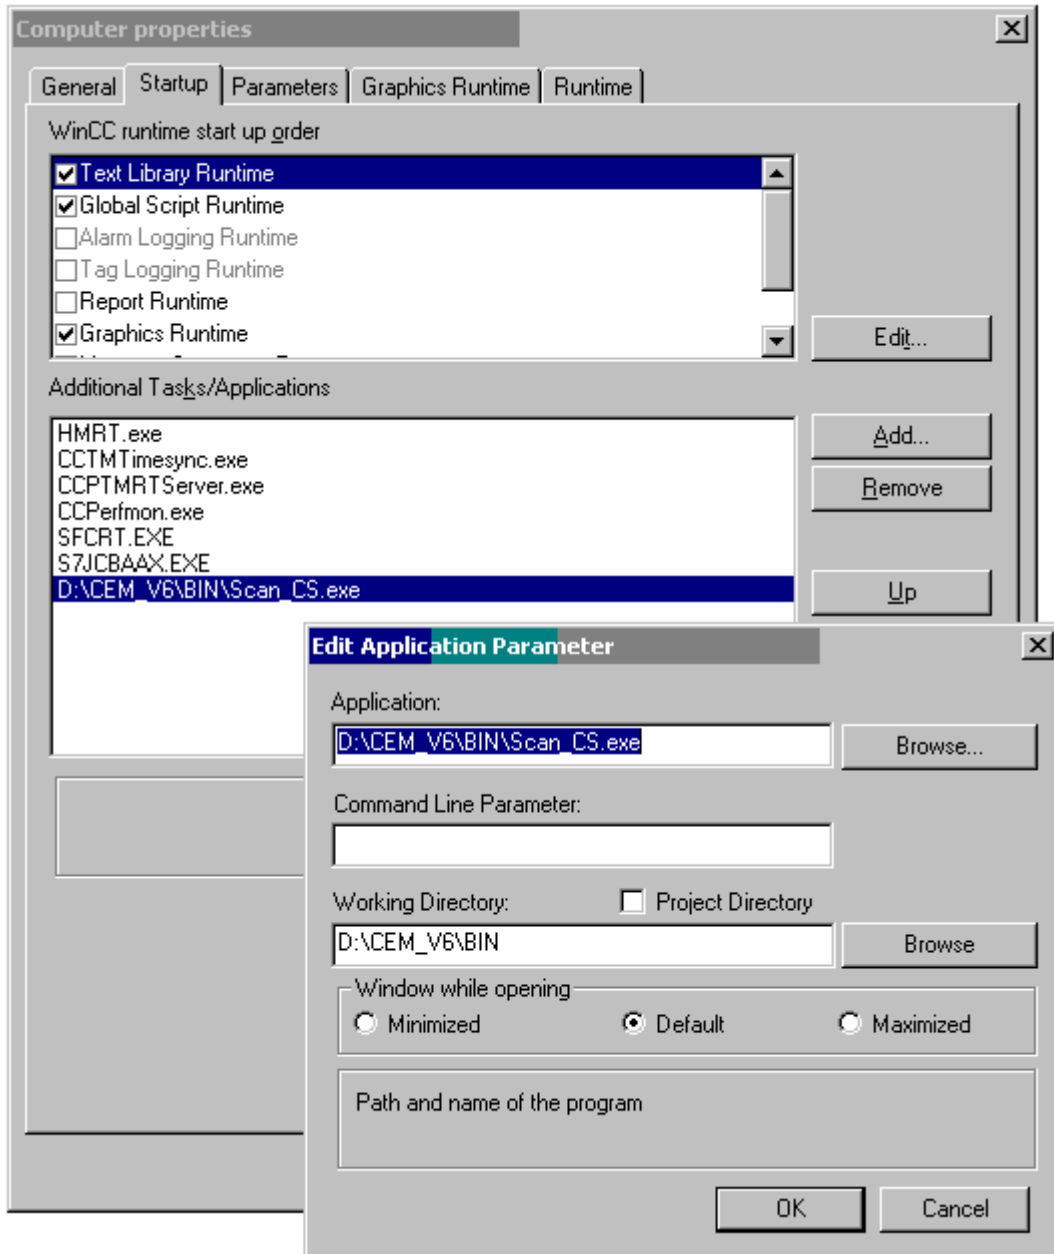 Computer properties
General Startup Parameters Graphics Runtime Runtime
WinCC runtime start up order
Text Library Runtime
Global Script Runtime
Alarm Logging Runtime
Tag Logging Runtime
Report Runtime
Graphics Runtime
Edit...
Additional Tasks/Applications
HMRT.exe
CCTMTimesync.exe
CCPTMRTServer.exe
CCPerfmon.exe
SFCRT.EXE
S7JCBAAX.EXE
D:\CEM_V6\BIN\Scan_CS.exe
Add...
Remove
Up
Edit Application Parameter
Application:
D:\CEM_V6\BIN\Scan_CS.exe
Browse...
Command Line Parameter:
Working Directory: Project Directory
D:\CEM_V6\BIN
Browse
Window while opening
Minimized Default Maximized
Path and name of the program
OK Cancel